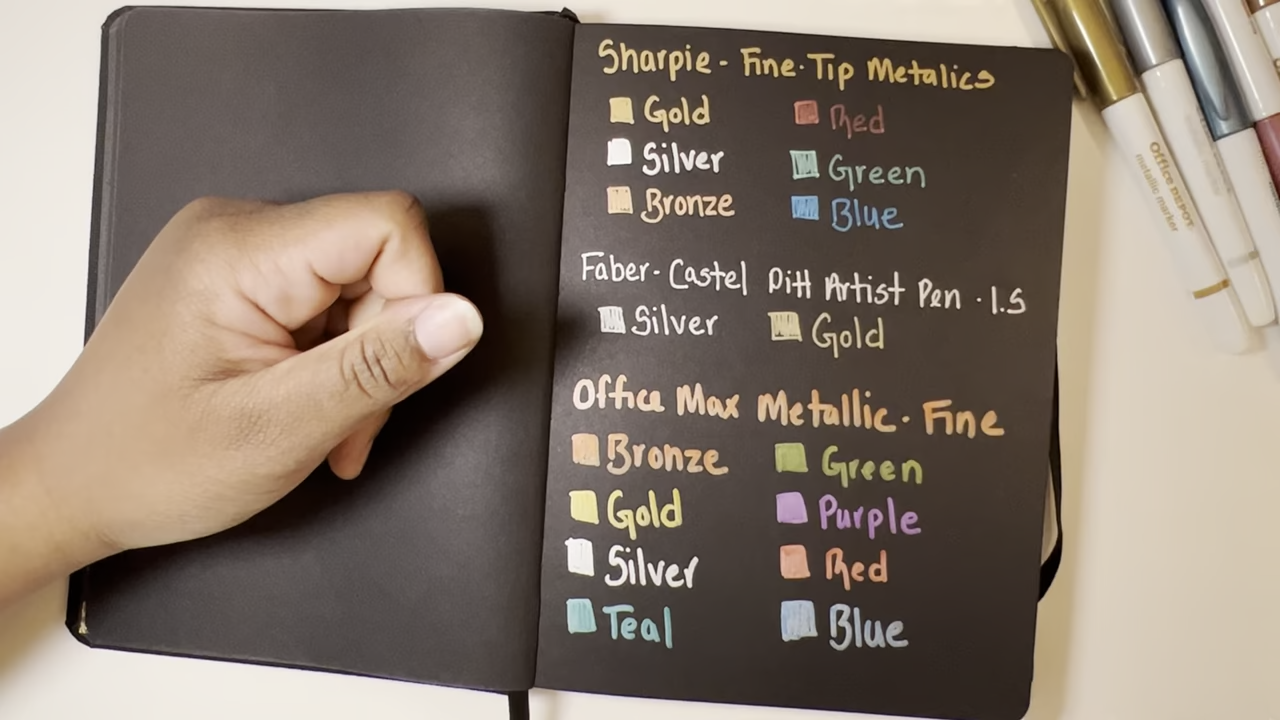 Sharpie - Fine-Tip Metalics
Gold Red
Silver Green
Bronze Blue
Faber-Castel Pitt Artist Pen - 1.5
Silver Gold
Office Max Metallic - Fine
Bronze Green
Gold Purple
Silver Red
Teal Blue
Office DEPOT
metallic marker